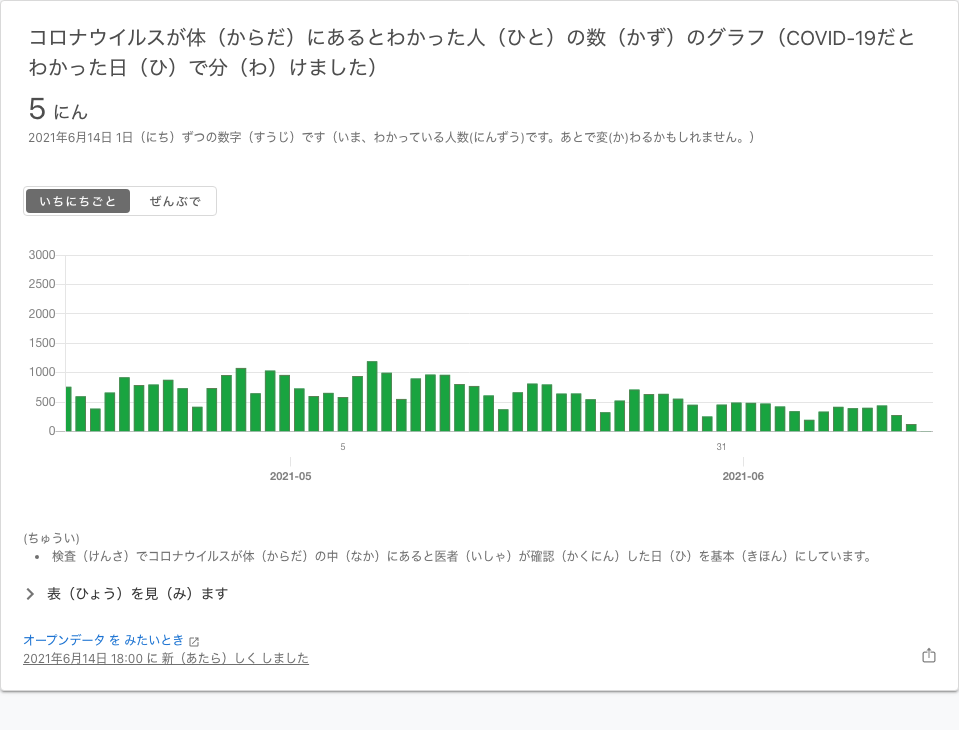 コロナウイルスが体（からだ）にあるとわかった人（ひと）の数（かず）のグラフ（COVID-19だと
わかった日（ひ）で分（わ）けました）
5 にん
2021年6月14日 1日（にち）ずつの数字（すうじ）です（いま、わかっている人数(にんずう)です。あとで変(か)わるかもしれません。）
いちにちごと ぜんぶで
3000
2500
2000
1500
1000
500
0
5 31
2021-05 2021-06
(ちゅうい)
• 検査（けんさ）でコロナウイルスが体（からだ）の中（なか）にあると医者（いしゃ）が確認（かくにん）した日（ひ）を基本（きほん）にしています。
表（ひょう）を見（み）ます
オープンデータ を みたいとき
2021年6月14日 18:00 に 新（あたら）しく しました